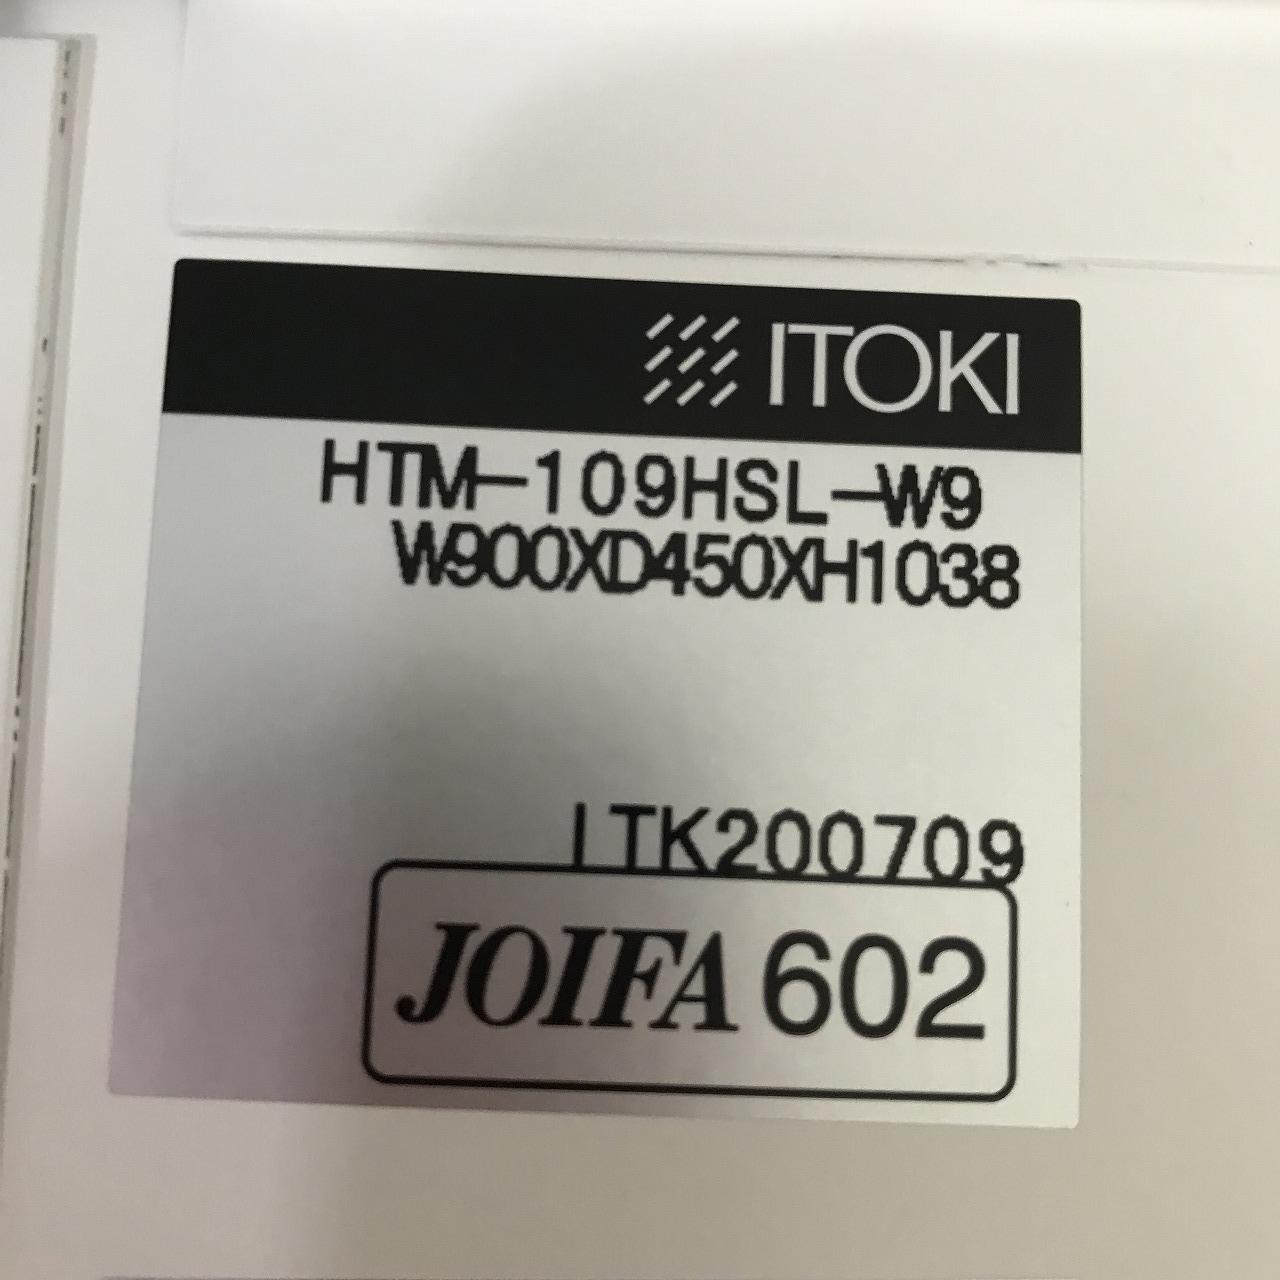 ITOKI
HTM-109HSL-W9
W900XD450XH1038
ITK200709
JOIFA 602